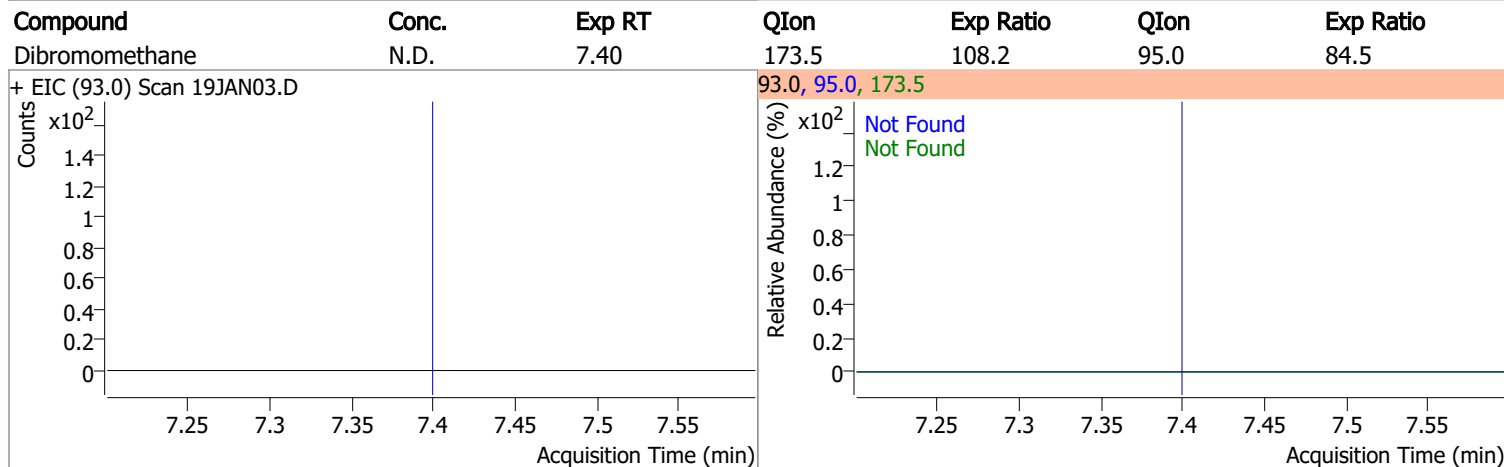 Compound Conc. Exp RT QIon Exp Ratio QIon Exp Ratio
Dibromomethane N.D. 7.40 173.5 108.2 95.0 84.5
+ EIC (93.0) Scan 19JAN03.D
Counts
x10²
1.4
1.2
1
0.8
0.6
0.4
0.2
0
7.25 7.3 7.35 7.4 7.45 7.5 7.55
Acquisition Time (min)
93.0, 95.0, 173.5
Relative Abundance (%)
x10²
Not Found
Not Found
1.2
1
0.8
0.6
0.4
0.2
0
7.25 7.3 7.35 7.4 7.45 7.5 7.55
Acquisition Time (min)